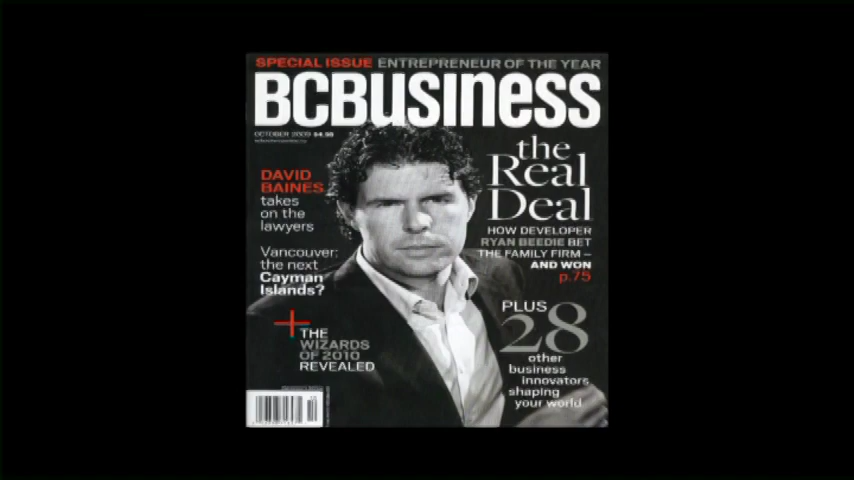 SPECIAL ISSUE ENTREPRENEUR OF THE YEAR
BCBusiness
OCTOBER 2009 $4.95
the
Real
Deal
HOW DEVELOPER
RYAN BEEDIE BET
THE FAMILY FIRM –
AND WON
p.75
DAVID
BAINES
takes
on the
lawyers
Vancouver:
the next
Cayman
Islands?
+ THE
WIZARDS
OF 2010
REVEALED
PLUS
28
other
business
innovators
shaping
your world